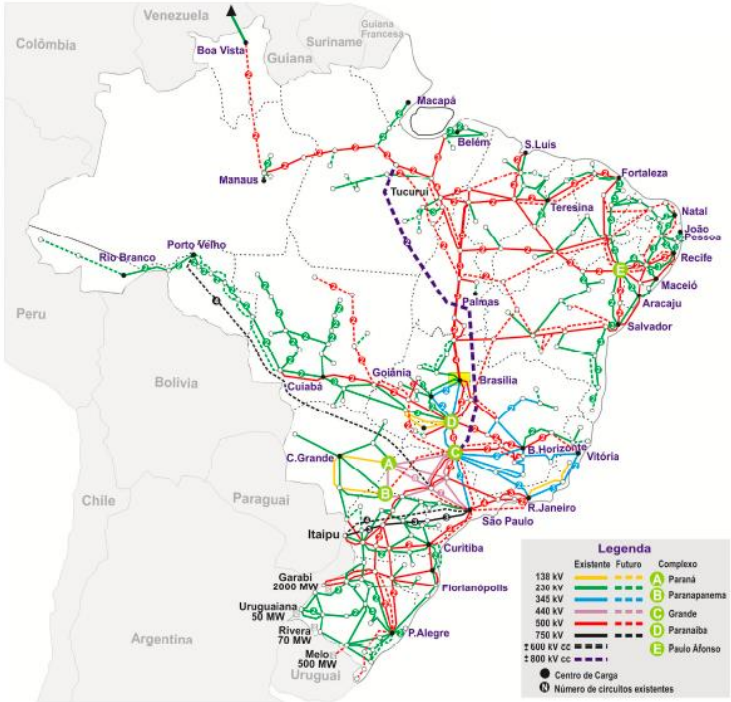 Venezuela
Guiana
Francesa
Suriname
Colômbia
Boa Vista
Guiana
Macapá
Belém
S.Luis
Manaus
Fortaleza
Tucuruí
Teresina
Natal
João
Pessoa
Porto Velho
Recife
Rio Branco
E
Maceió
Palmas
Aracaju
Peru
Salvador
Goiânia
Brasília
Bolívia
Cuiabá
D
C.Grande
A
C
B.Horizonte
Vitória
B
Chile
Paraguai
R.Janeiro
São Paulo
Itaipu
Curitiba
Garabi
2000 MW
Florianópolis
Uruguaiana
50 MW
Rivera
70 MW
P.Alegre
Argentina
Melo
500 MW
Uruguai
Legenda
Existente Futuro Complexo
138 kV A Paraná
230 kV
345 kV B Paranapanema
440 kV C Grande
500 kV D Paranaíba
750 kV
±600 kV cc E Paulo Afonso
±800 kV cc
Centro de Carga
N Número de circuitos existentes